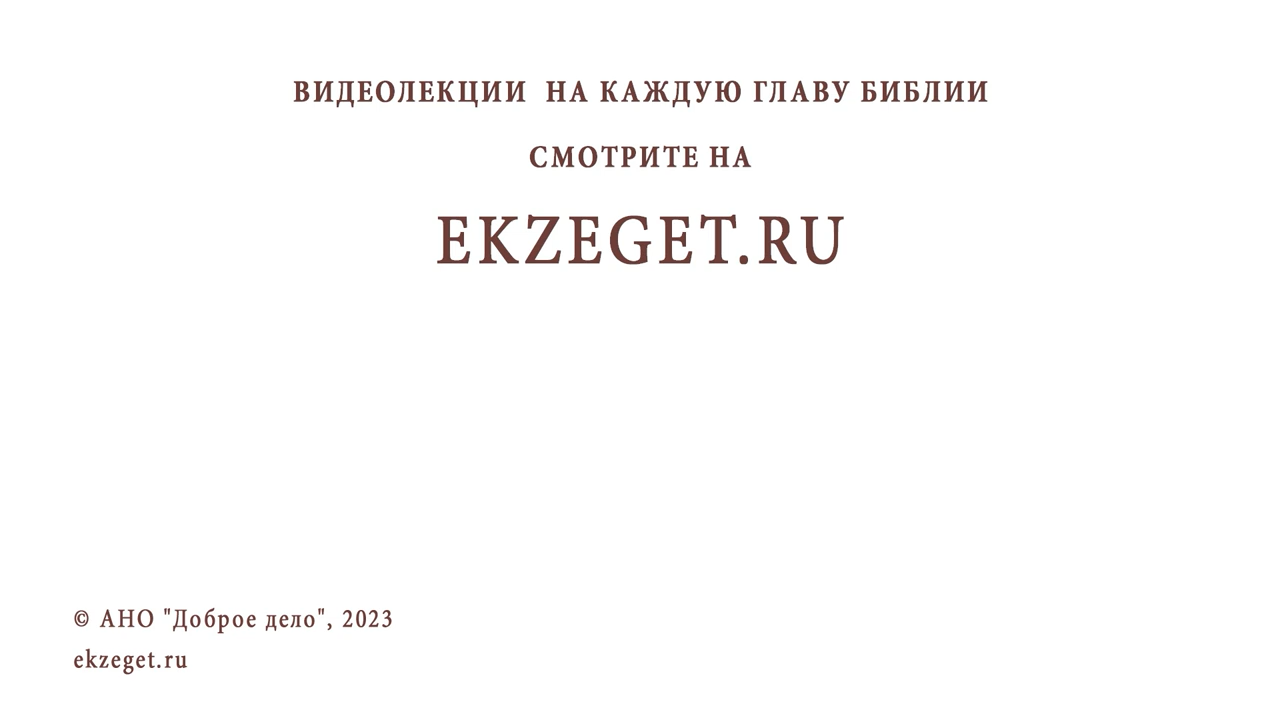 ВИДЕОЛЕКЦИИ НА КАЖДУЮ ГЛАВУ БИБЛИИ
СМОТРИТЕ НА
EKZEGET.RU
© АНО "Доброе дело", 2023
ekzeget.ru